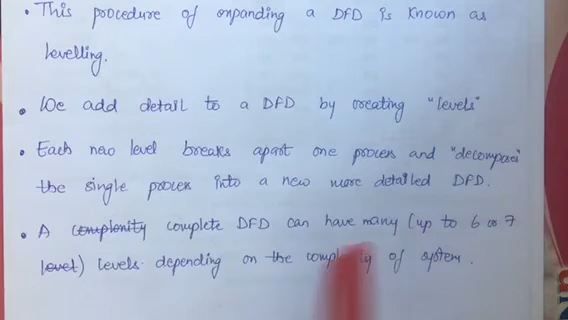 • This procedure of expanding a DFD is known as
levelling.
• We add detail to a DFD by creating "levels"
• Each new level breaks apart one process and "decompose"
the single process into a new more detailed DFD.
• A complexity complete DFD can have many (up to 6 or 7
level) levels depending on the of system.